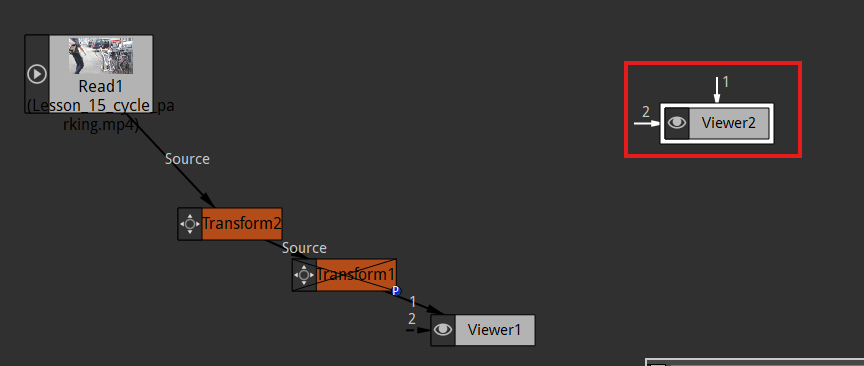 Read1
(Lesson_15_cycle_pa
rking.mp4)
1
2
Viewer2
Source
Transform2
Source
Transform1
P
1
2
Viewer1